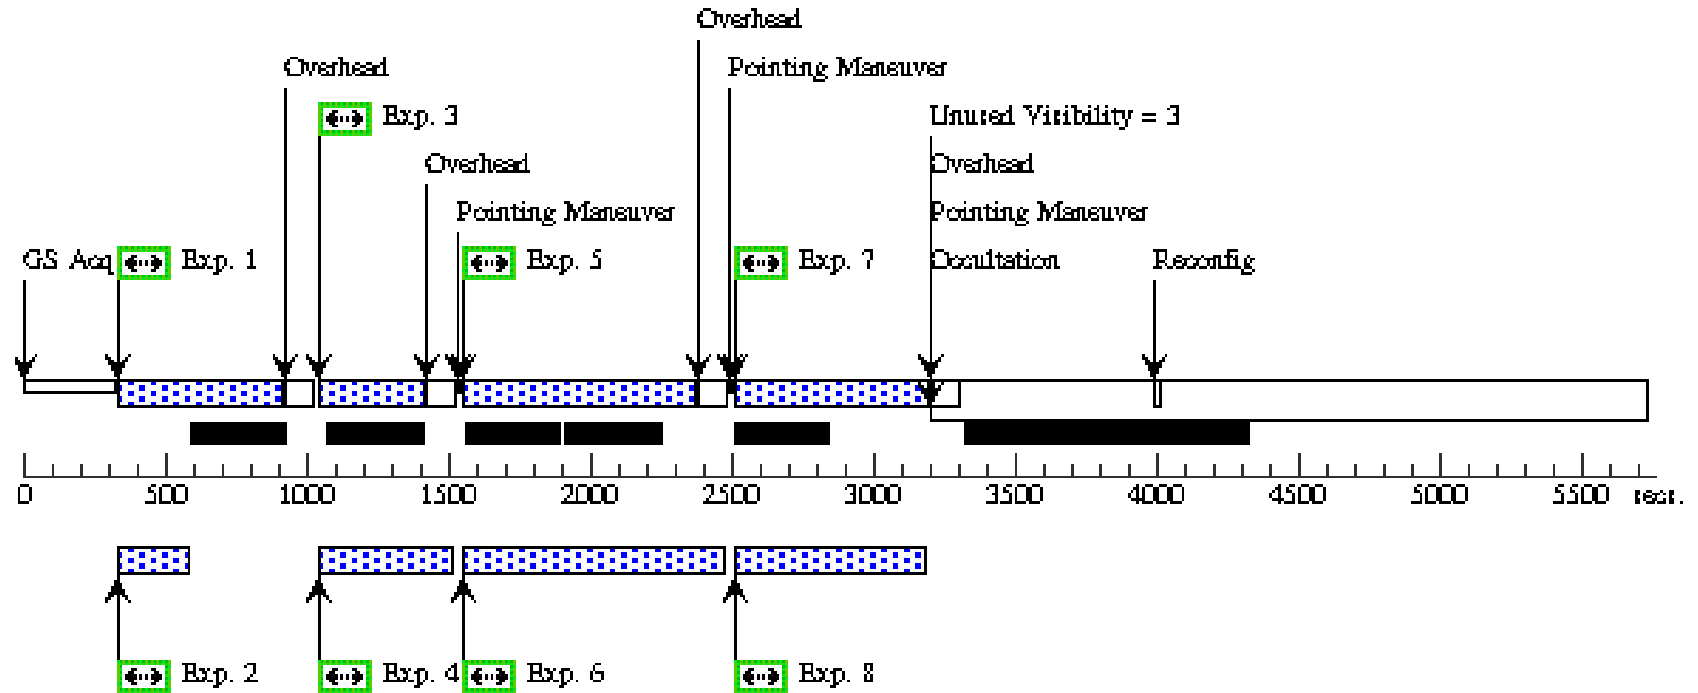 Overhead
Overhead
Pointing Maneuver
Exp. 3
Unused Visibility = 3
Overhead
Overhead
Pointing Maneuver
Pointing Maneuver
GS Acq
Exp. 1
Exp. 5
Exp. 7
Occultation
Reconfig
0 500 1000 1500 2000 2500 3000 3500 4000 4500 5000 5500 secs.
Exp. 2
Exp. 4
Exp. 6
Exp. 8